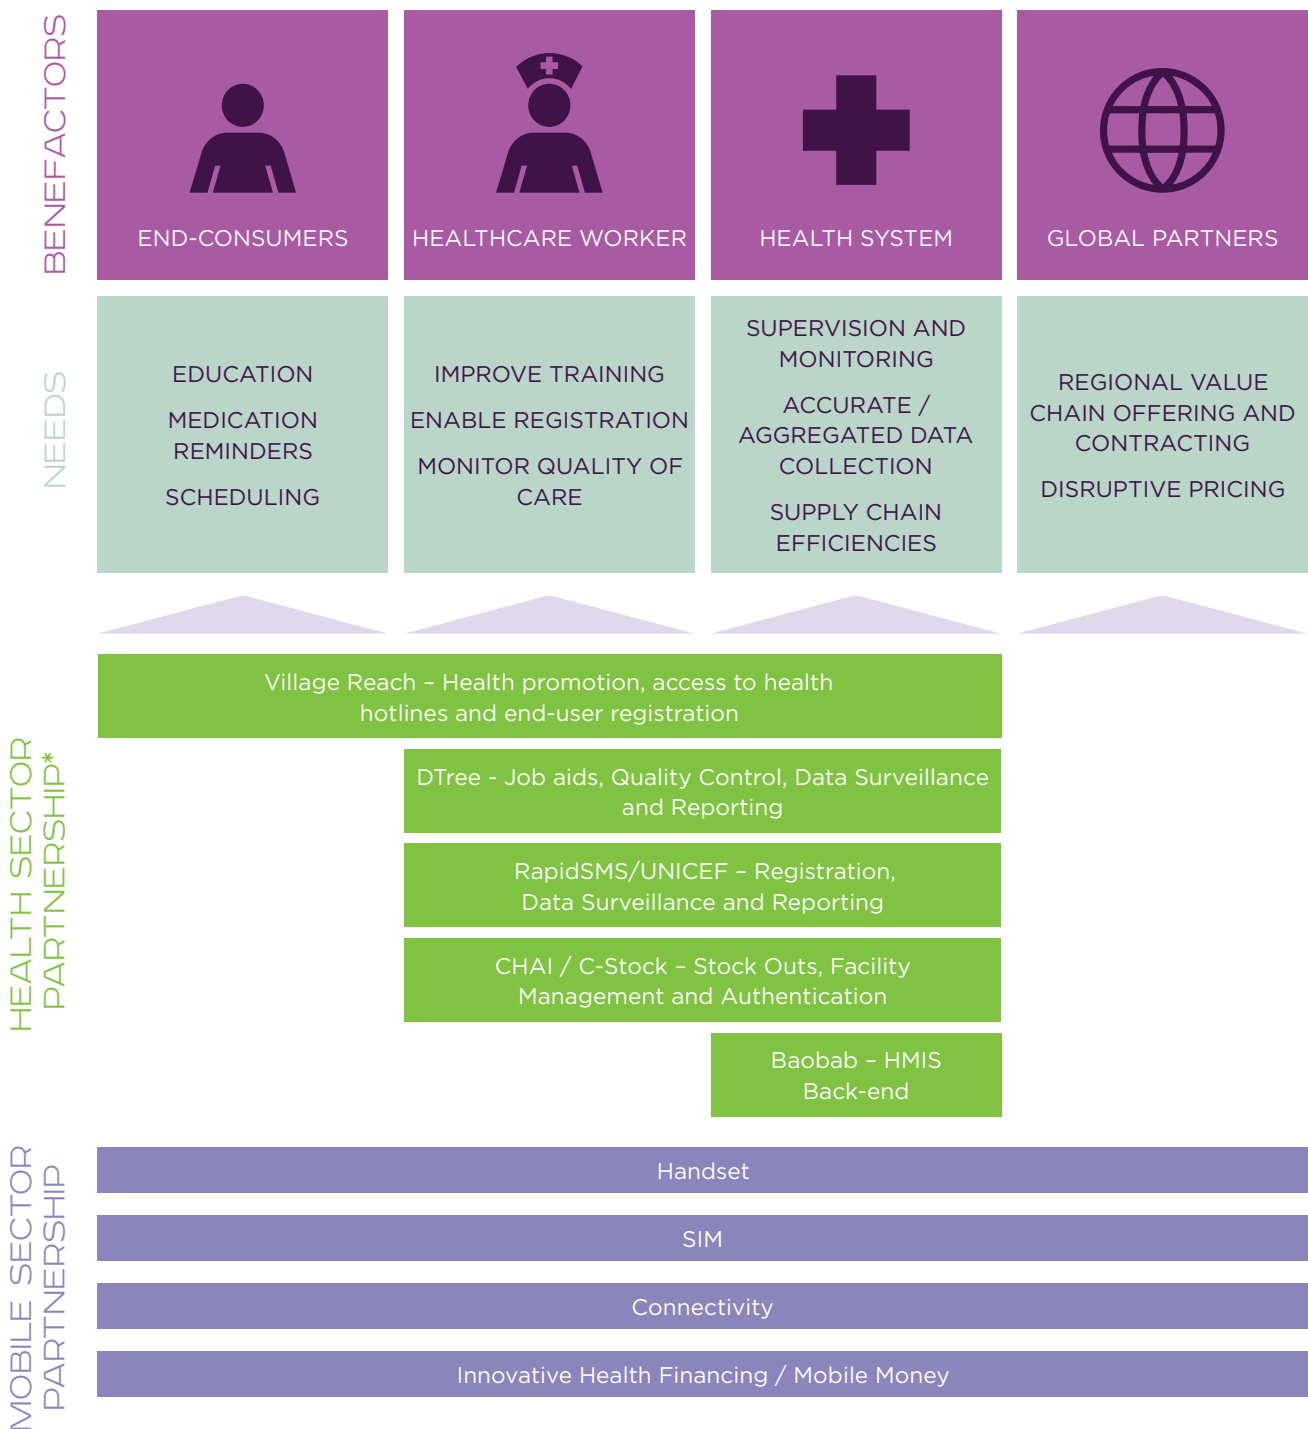 BENEFACTORS
END-CONSUMERS
HEALTHCARE WORKER
HEALTH SYSTEM
GLOBAL PARTNERS
NEEDS
EDUCATION
MEDICATION
REMINDERS
SCHEDULING
IMPROVE TRAINING
ENABLE REGISTRATION
MONITOR QUALITY OF
CARE
SUPERVISION AND
MONITORING
ACCURATE /
AGGREGATED DATA
COLLECTION
SUPPLY CHAIN
EFFICIENCIES
REGIONAL VALUE
CHAIN OFFERING AND
CONTRACTING
DISRUPTIVE PRICING
HEALTH SECTOR
PARTNERSHIP*
Village Reach – Health promotion, access to health
hotlines and end-user registration
DTree - Job aids, Quality Control, Data Surveillance
and Reporting
RapidSMS/UNICEF – Registration,
Data Surveillance and Reporting
CHAI / C-Stock – Stock Outs, Facility
Management and Authentication
Baobab – HMIS
Back-end
MOBILE SECTOR
PARTNERSHIP
Handset
SIM
Connectivity
Innovative Health Financing / Mobile Money